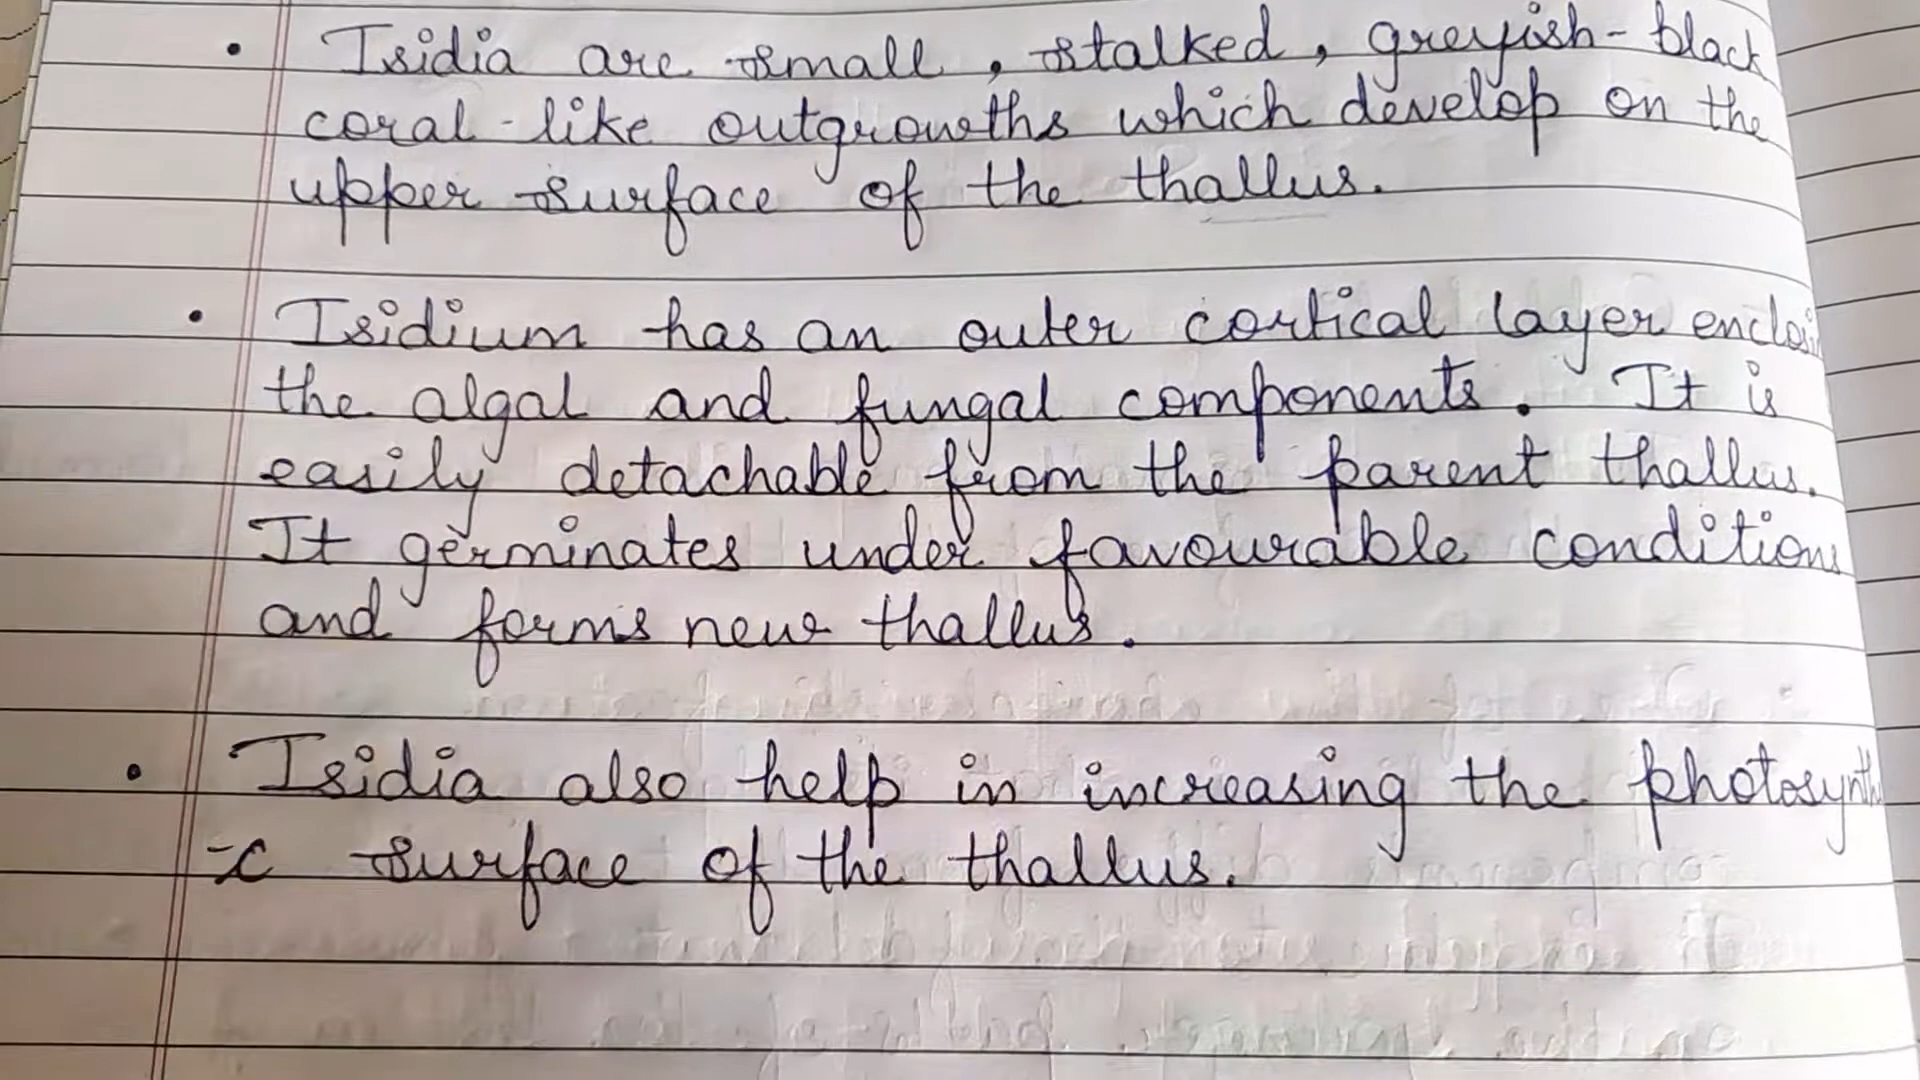 • Isidia are small, stalked, greyish-black
coral-like outgrowths which develop on the
upper surface of the thallus.
• Isidium has an outer cortical layer
the algal and fungal components. It is
easily detachable from the parent thallus.
It germinates under favourable conditions
and forms new thallus.
• Isidia also help in increasing the
-c surface of the thallus.